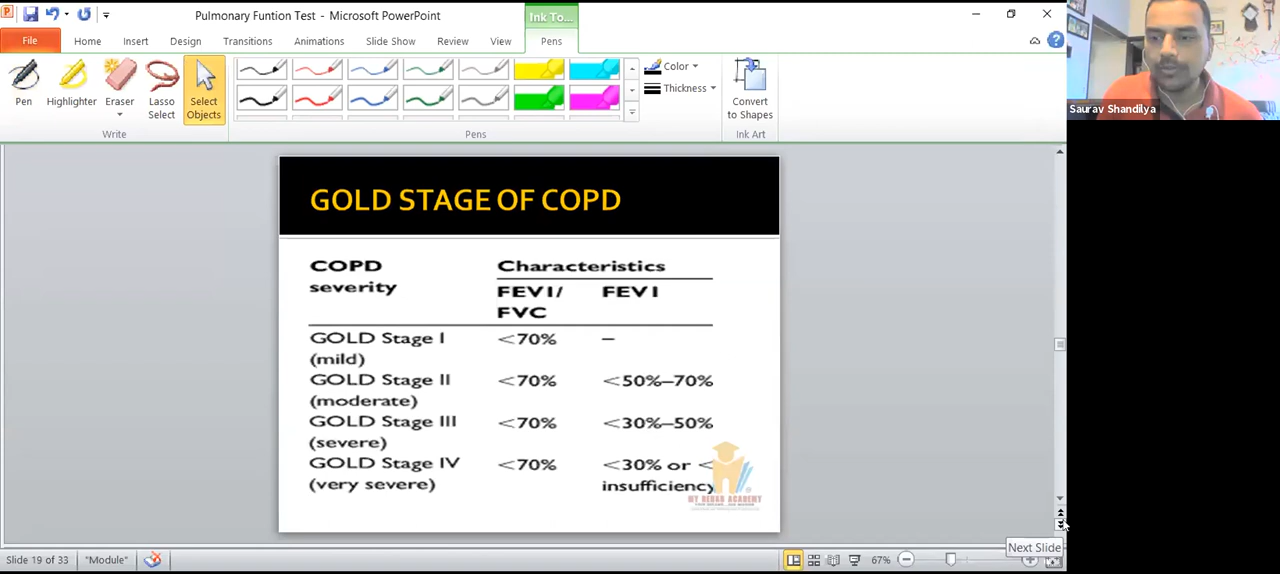 Pulmonary Funtion Test - Microsoft PowerPoint
Ink To...
File Home Insert Design Transitions Animations Slide Show Review View Pens
Pen Highlighter Eraser Lasso Select Select Objects
Color
Thickness
Convert to Shapes
Write Pens Ink Art
Saurav Shandilya
GOLD STAGE OF COPD
COPD Characteristics
severity FEV1/ FEV1
FVC
GOLD Stage I <70% –
(mild)
GOLD Stage II <70% <50%–70%
(moderate)
GOLD Stage III <70% <30%–50%
(severe)
GOLD Stage IV <70% <30% or <
(very severe) insufficiency
MY REHAB ACADEMY
Next Slide
Slide 19 of 33 "Module" 67%